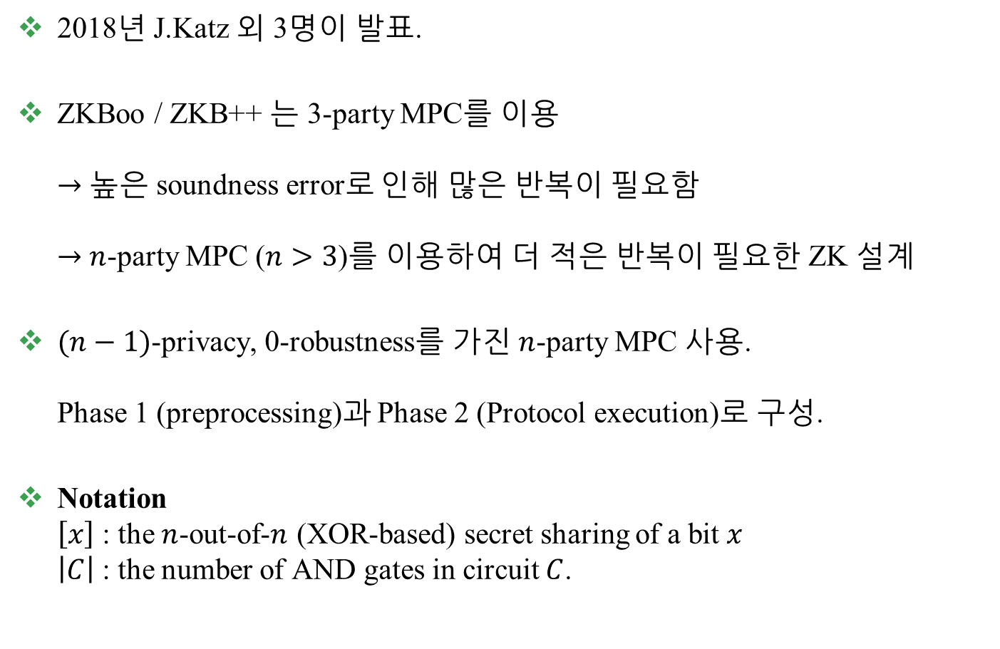 ❖ 2018년 J.Katz 외 3명이 발표.
❖ ZKBoo / ZKB++ 는 3-party MPC를 이용
→ 높은 soundness error로 인해 많은 반복이 필요함
→ n-party MPC (n > 3)를 이용하여 더 적은 반복이 필요한 ZK 설계
❖ (n − 1)-privacy, 0-robustness를 가진 n-party MPC 사용.
Phase 1 (preprocessing)과 Phase 2 (Protocol execution)로 구성.
❖ Notation
[x] : the n-out-of-n (XOR-based) secret sharing of a bit x
|C| : the number of AND gates in circuit C.